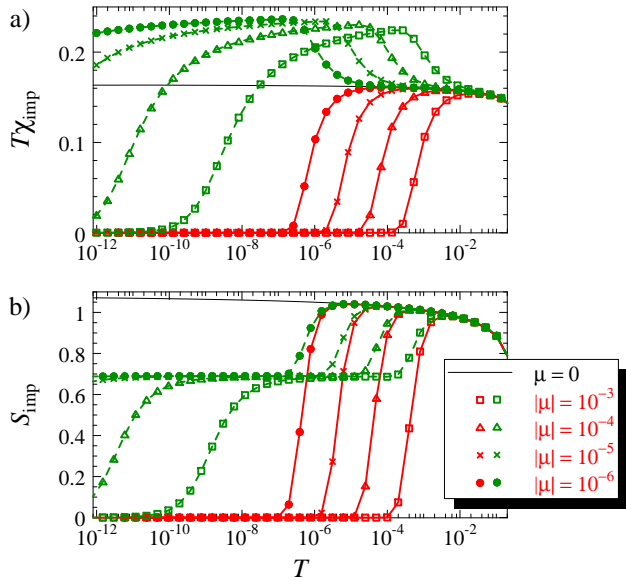 a)
Tχimp
0.2
0.1
0
10⁻¹² 10⁻¹⁰ 10⁻⁸ 10⁻⁶ 10⁻⁴ 10⁻²
b)
Simp
1
0.8
0.6
0.4
0.2
0
10⁻¹² 10⁻¹⁰ 10⁻⁸ 10⁻⁶ 10⁻⁴ 10⁻²
T
μ = 0
|μ| = 10⁻³
|μ| = 10⁻⁴
|μ| = 10⁻⁵
|μ| = 10⁻⁶